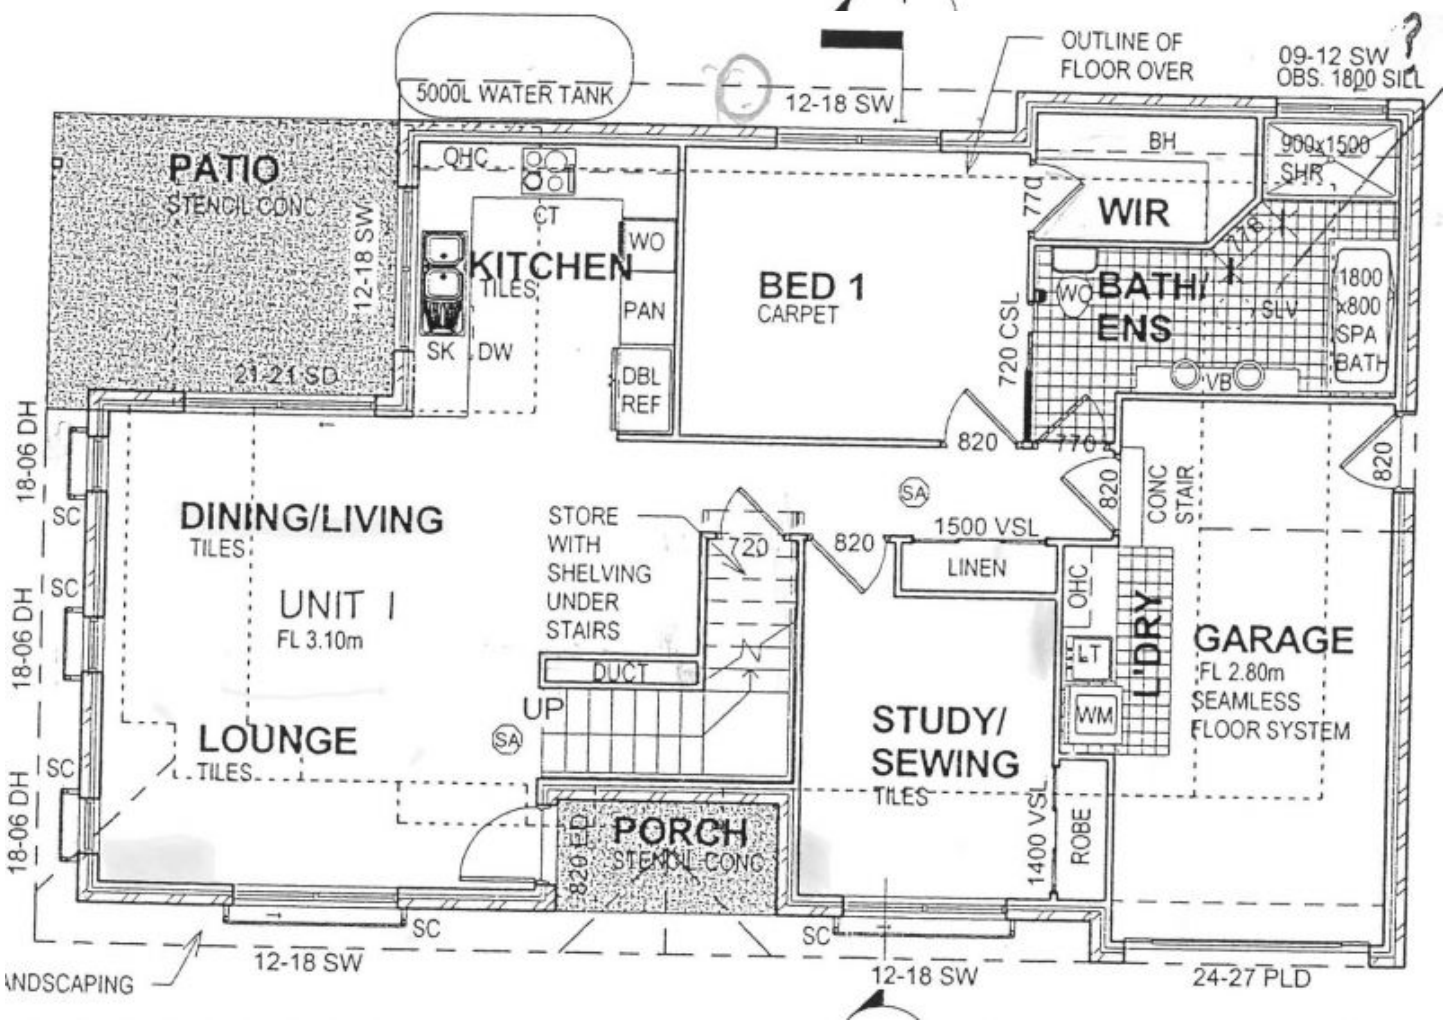 OUTLINE OF
FLOOR OVER
09-12 SW
OBS. 1800 SILL
?
5000L WATER TANK
12-18 SW
PATIO
STENCIL CONC
12-18 SW
21-21 SD
OHC
CT
KITCHEN
TILES
WO
PAN
SK
DW
DBL
REF
BED 1
CARPET
770
720 CSL
BH
WIR
900x1500
SHR
770
BATH/
ENS
WC
SLV
1800
x800
SPA
BATH
VB
820
770
820
820
SA
1500 VSL
CONC
STAIR
18-06 DH
SC
DINING/LIVING
TILES
STORE
WITH
SHELVING
UNDER
STAIRS
720
820
LINEN
OHC
L'DRY
UNIT 1
FL 3.10m
18-06 DH
SC
DUCT
UP
SA
LT
WM
GARAGE
FL 2.80m
SEAMLESS
FLOOR SYSTEM
LOUNGE
TILES
STUDY/
SEWING
TILES
18-06 DH
SC
820 ED
PORCH
STENCIL CONC
1400 VSL
ROBE
SC
SC
12-18 SW
12-18 SW
24-27 PLD
ANDSCAPING